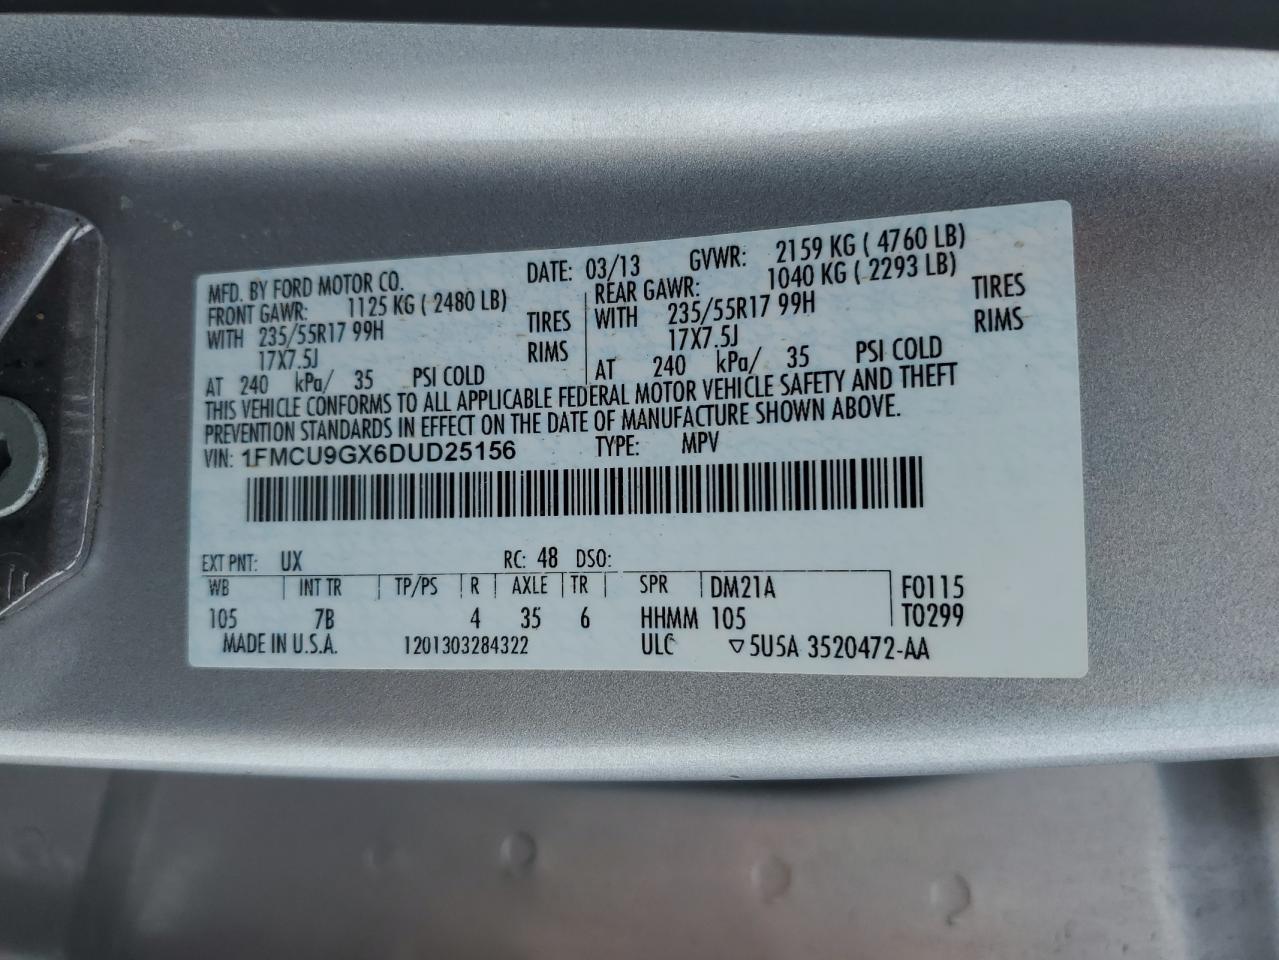 MFD. BY FORD MOTOR CO. DATE: 03/13 GVWR: 2159 KG ( 4760 LB)
FRONT GAWR: 1125 KG ( 2480 LB) REAR GAWR: 1040 KG ( 2293 LB)
WITH 235/55R17 99H TIRES WITH 235/55R17 99H TIRES
17X7.5J RIMS 17X7.5J RIMS
AT 240 kPa/ 35 PSI COLD AT 240 kPa/ 35 PSI COLD
THIS VEHICLE CONFORMS TO ALL APPLICABLE FEDERAL MOTOR VEHICLE SAFETY AND THEFT
PREVENTION STANDARDS IN EFFECT ON THE DATE OF MANUFACTURE SHOWN ABOVE.
VIN: 1FMCU9GX6DUD25156 TYPE: MPV
EXT PNT: UX RC: 48 DSO:
WB INT TR TP/PS R AXLE TR SPR DM21A F0115
105 7B 4 35 6 HHMM 105 T0299
MADE IN U.S.A. 1201303284322 ULC ▽5U5A 3520472-AA